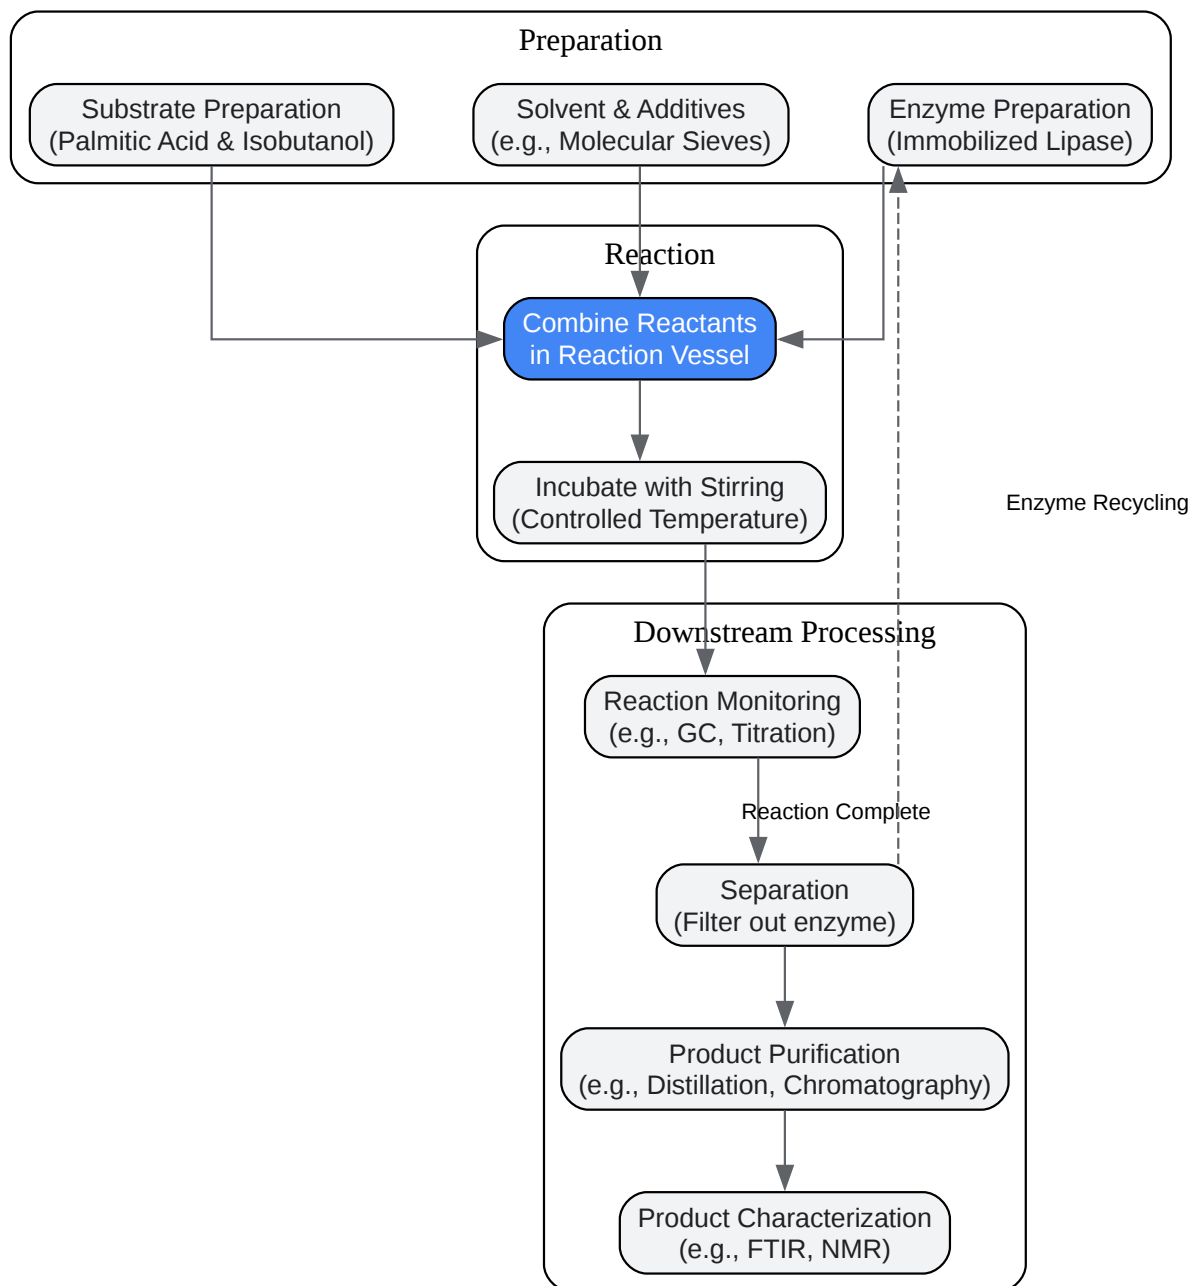 Preparation
Substrate Preparation
(Palmitic Acid & Isobutanol)
Solvent & Additives
(e.g., Molecular Sieves)
Enzyme Preparation
(Immobilized Lipase)
Reaction
Combine Reactants
in Reaction Vessel
Incubate with Stirring
(Controlled Temperature)
Enzyme Recycling
Downstream Processing
Reaction Monitoring
(e.g., GC, Titration)
Reaction Complete
Separation
(Filter out enzyme)
Product Purification
(e.g., Distillation, Chromatography)
Product Characterization
(e.g., FTIR, NMR)